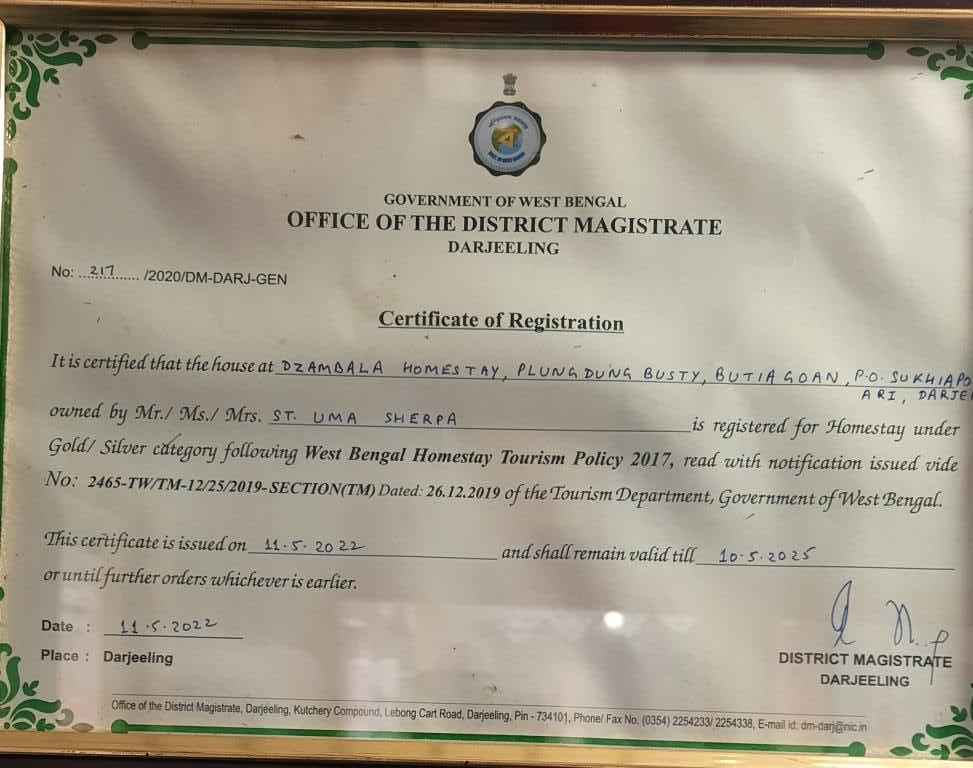 GOVERNMENT OF WEST BENGAL
OFFICE OF THE DISTRICT MAGISTRATE
DARJEELING
No: ...217...... /2020/DM-DARJ-GEN
Certificate of Registration
It is certified that the house at DZAMBALA HOMESTAY, PLUNGDUNG BUSTY, BUTIA GOAN, P.O. SUKHIAPO
ARI, DARJE
owned by Mr./ Ms./ Mrs. ST. UMA SHERPA is registered for Homestay under
Gold/ Silver category following West Bengal Homestay Tourism Policy 2017, read with notification issued vide
No: 2465-TW/TM-12/25/2019-SECTION(TM) Dated: 26.12.2019 of the Tourism Department, Government of West Bengal.
This certificate is issued on 11.5.2022 and shall remain valid till 10.5.2025
or until further orders whichever is earlier.
Date : 11.5.2022
Place : Darjeeling
DISTRICT MAGISTRATE
DARJEELING
Office of the District Magistrate, Darjeeling, Kutchery Compound, Lebong Cart Road, Darjeeling, Pin - 734101, Phone/ Fax No. (0354) 2254233/ 2254338, E-mail id: dm-darj@nic.in